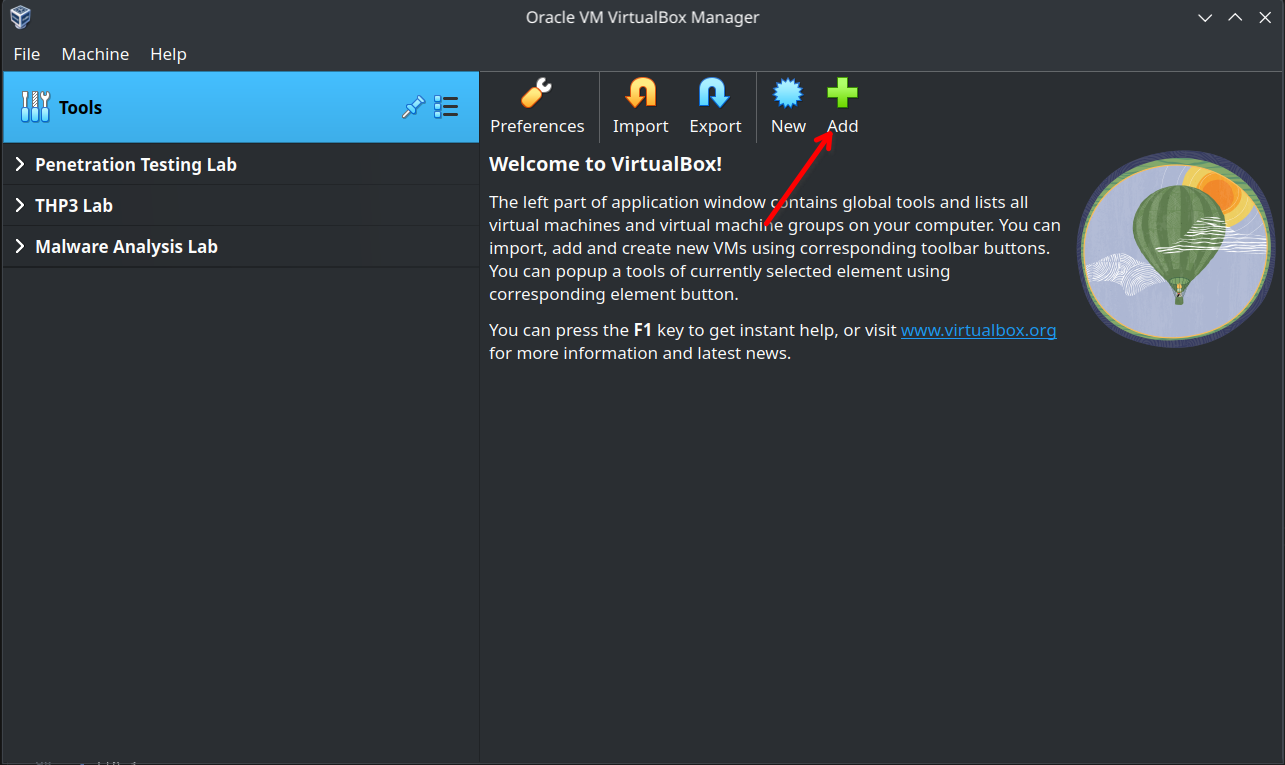 Oracle VM VirtualBox Manager
File Machine Help
Tools
Preferences Import Export New Add
Penetration Testing Lab
THP3 Lab
Malware Analysis Lab
Welcome to VirtualBox!
The left part of application window contains global tools and lists all
virtual machines and virtual machine groups on your computer. You can
import, add and create new VMs using corresponding toolbar buttons.
You can popup a tools of currently selected element using
corresponding element button.
You can press the F1 key to get instant help, or visit www.virtualbox.org
for more information and latest news.